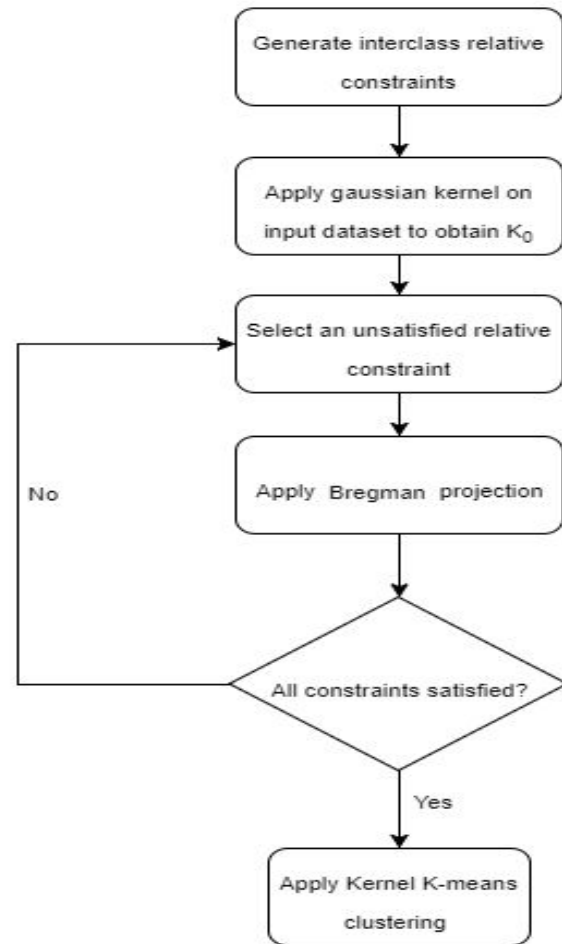 Generate interclass relative
constraints
Apply gaussian kernel on
input dataset to obtain K₀
Select an unsatisfied relative
constraint
Apply Bregman projection
No
All constraints satisfied?
Yes
Apply Kernel K-means
clustering